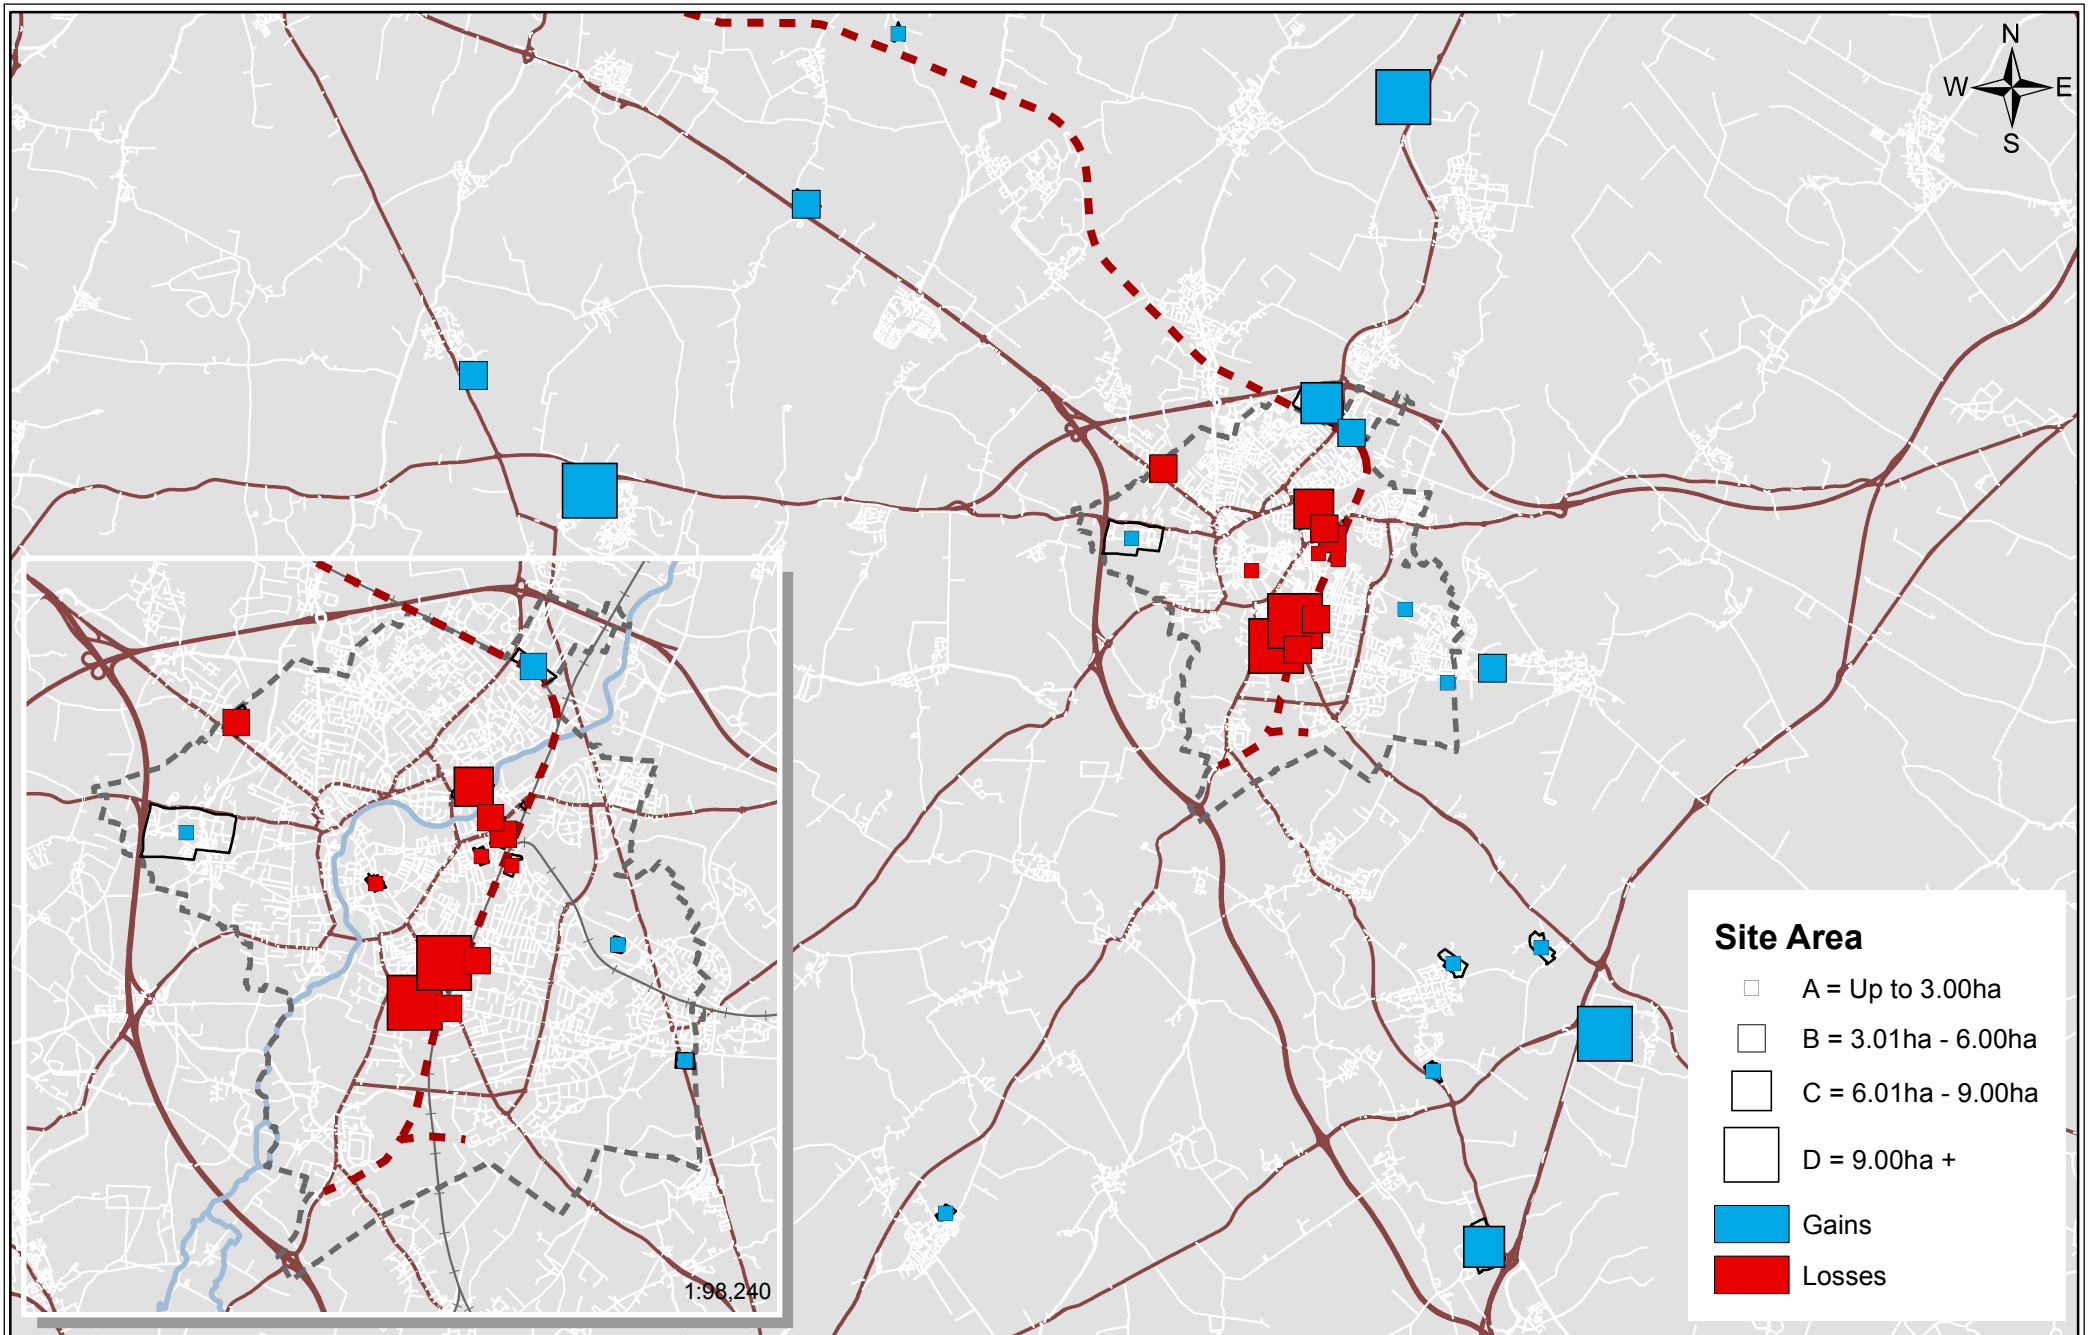 N
W E
S
Site Area
A = Up to 3.00ha
B = 3.01ha - 6.00ha
C = 6.01ha - 9.00ha
D = 9.00ha +
Gains
Losses
1:98,240